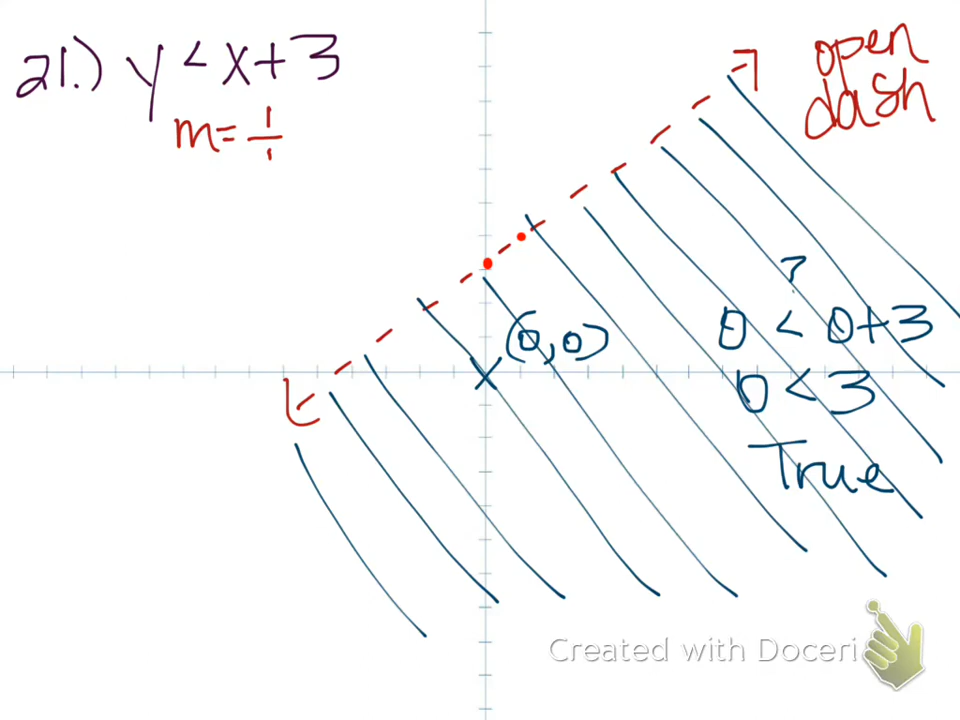 21.) y < x + 3
m = 1/1
open
dash
(0,0)
?
0 < 0+3
0 < 3
True
Created with Doceri